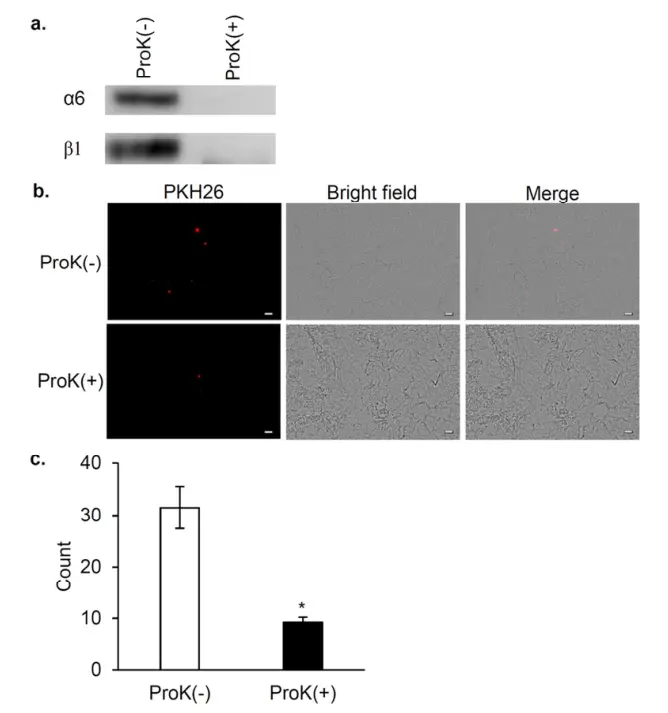 a.
ProK(-) ProK(+)
α6
β1
b.
PKH26 Bright field Merge
ProK(-)
ProK(+)
c.
Count
40
30
20
10
0
*
ProK(-) ProK(+)